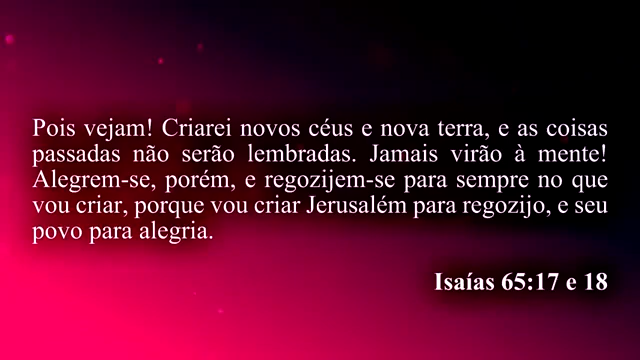 Pois vejam! Criarei novos céus e nova terra, e as coisas
passadas não serão lembradas. Jamais virão à mente!
Alegrem-se, porém, e regozijem-se para sempre no que
vou criar, porque vou criar Jerusalém para regozijo, e seu
povo para alegria.
Isaías 65:17 e 18